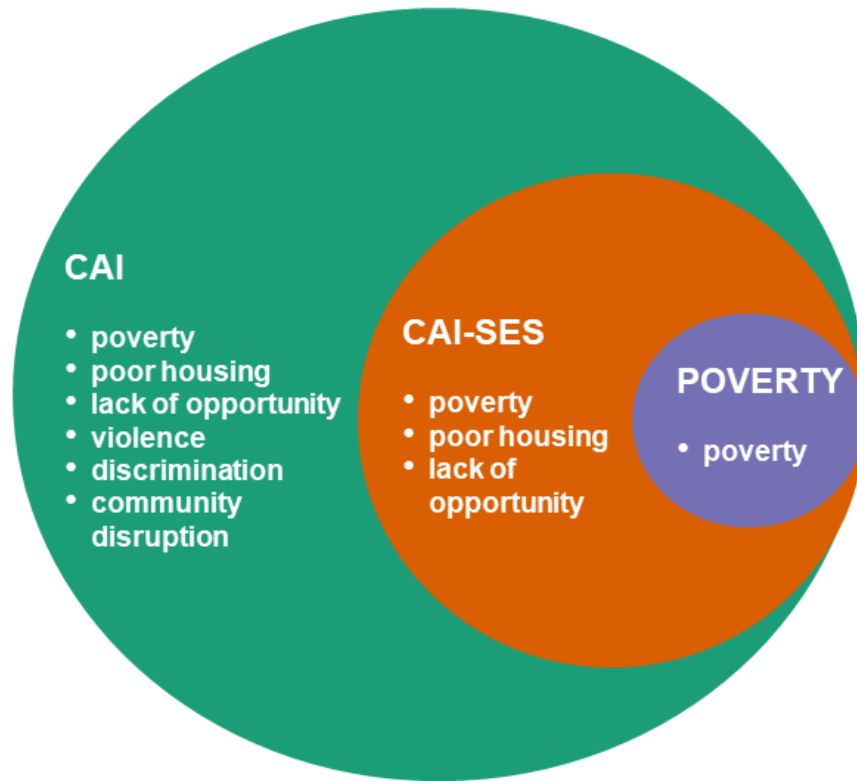 CAI
• poverty
• poor housing
• lack of opportunity
• violence
• discrimination
• community
disruption
CAI-SES
• poverty
• poor housing
• lack of
opportunity
POVERTY
• poverty